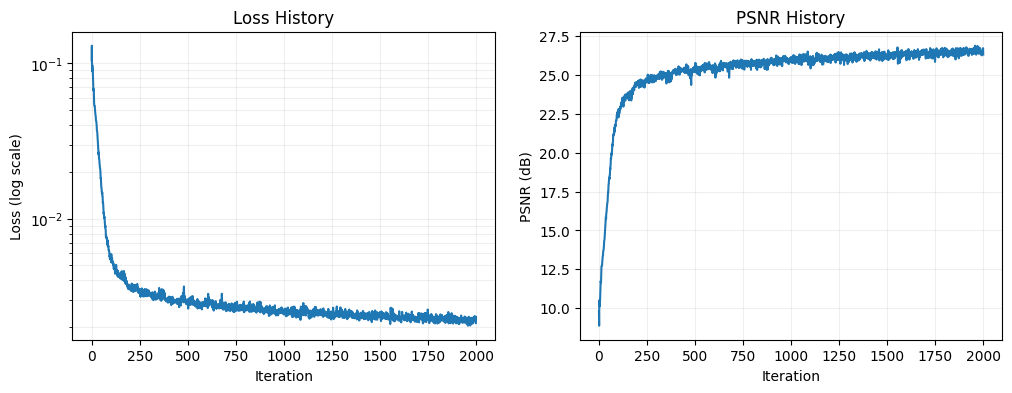 Loss History
Loss (log scale)
10⁻¹
10⁻²
0 250 500 750 1000 1250 1500 1750 2000
Iteration
PSNR History
PSNR (dB)
27.5
25.0
22.5
20.0
17.5
15.0
12.5
10.0
0 250 500 750 1000 1250 1500 1750 2000
Iteration